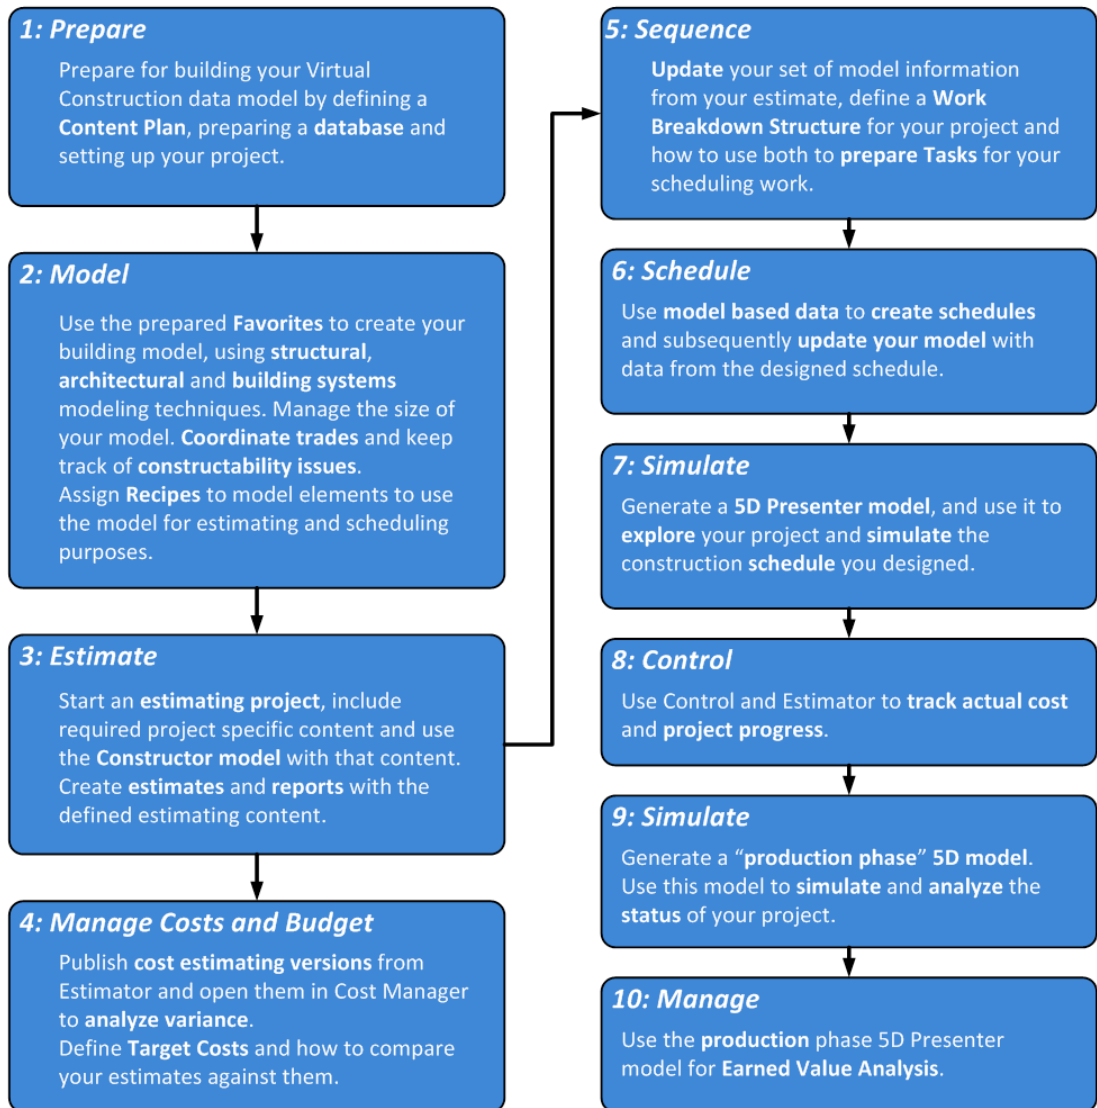 1: Prepare
Prepare for building your Virtual
Construction data model by defining a
Content Plan, preparing a database and
setting up your project.
2: Model
Use the prepared Favorites to create your
building model, using structural,
architectural and building systems
modeling techniques. Manage the size of
your model. Coordinate trades and keep
track of constructability issues.
Assign Recipes to model elements to use
the model for estimating and scheduling
purposes.
3: Estimate
Start an estimating project, include
required project specific content and use
the Constructor model with that content.
Create estimates and reports with the
defined estimating content.
4: Manage Costs and Budget
Publish cost estimating versions from
Estimator and open them in Cost Manager
to analyze variance.
Define Target Costs and how to compare
your estimates against them.
5: Sequence
Update your set of model information
from your estimate, define a Work
Breakdown Structure for your project and
how to use both to prepare Tasks for your
scheduling work.
6: Schedule
Use model based data to create schedules
and subsequently update your model with
data from the designed schedule.
7: Simulate
Generate a 5D Presenter model, and use it to
explore your project and simulate the
construction schedule you designed.
8: Control
Use Control and Estimator to track actual cost
and project progress.
9: Simulate
Generate a “production phase” 5D model.
Use this model to simulate and analyze the
status of your project.
10: Manage
Use the production phase 5D Presenter
model for Earned Value Analysis.